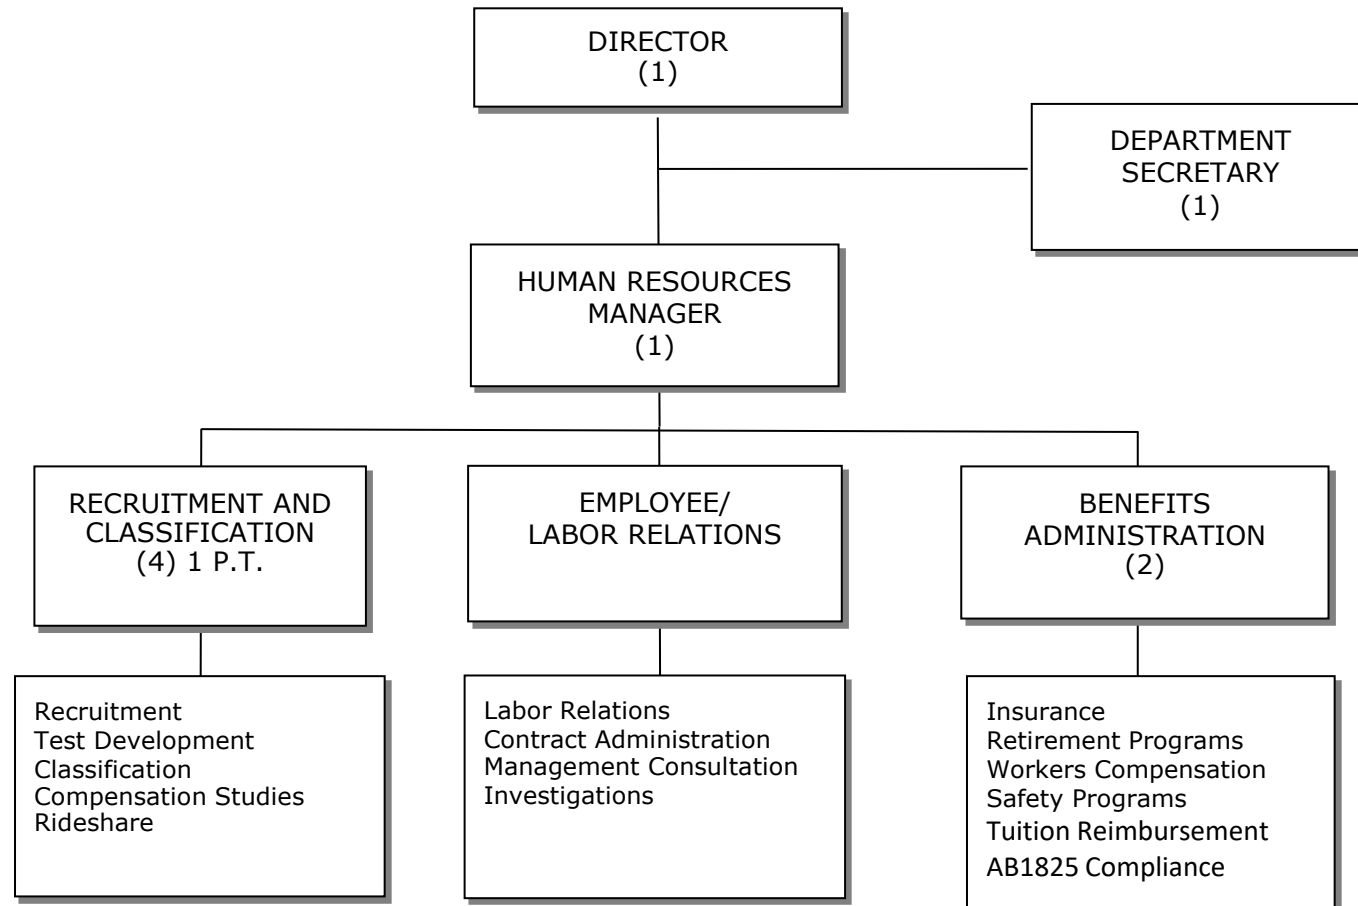 DIRECTOR
(1)
DEPARTMENT
SECRETARY
(1)
HUMAN RESOURCES
MANAGER
(1)
RECRUITMENT AND
CLASSIFICATION
(4) 1 P.T.
EMPLOYEE/
LABOR RELATIONS
BENEFITS
ADMINISTRATION
(2)
Recruitment
Test Development
Classification
Compensation Studies
Rideshare
Labor Relations
Contract Administration
Management Consultation
Investigations
Insurance
Retirement Programs
Workers Compensation
Safety Programs
Tuition Reimbursement
AB1825 Compliance